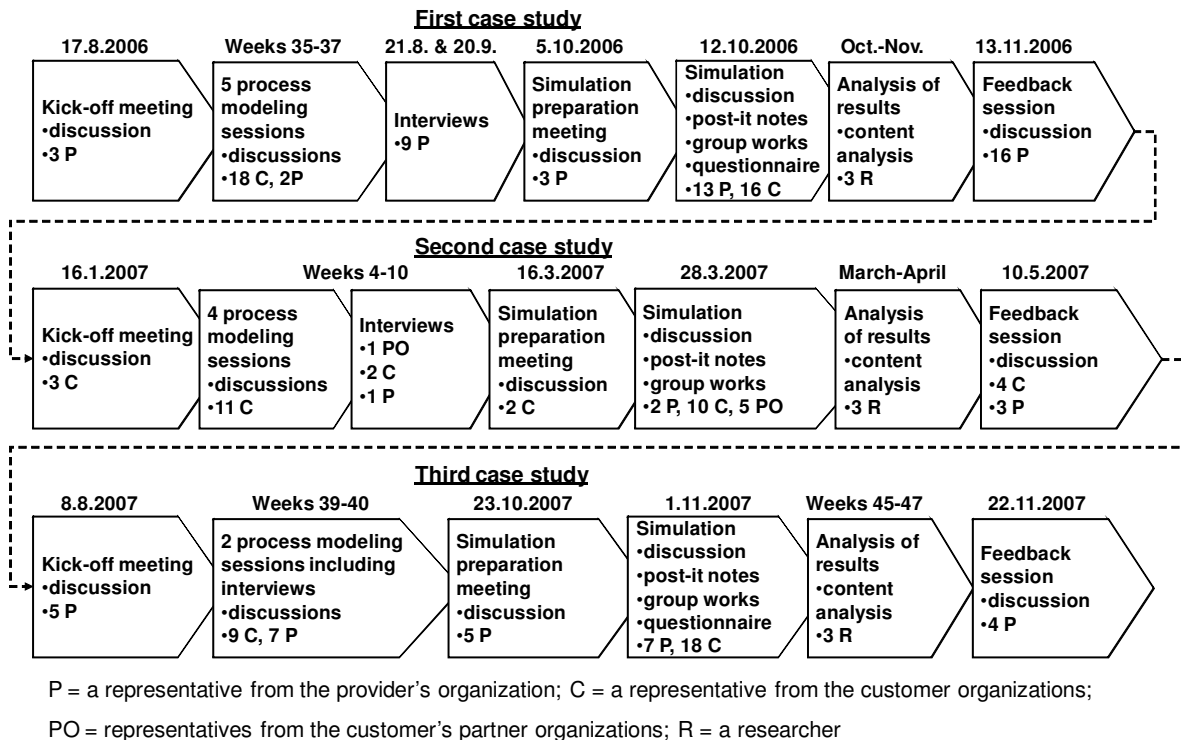 First case study
17.8.2006
Weeks 35-37
21.8. & 20.9.
5.10.2006
12.10.2006
Oct.-Nov.
13.11.2006
Kick-off meeting
•discussion
•3 P
5 process
modeling
sessions
•discussions
•18 C, 2P
Interviews
•9 P
Simulation
preparation
meeting
•discussion
•3 P
Simulation
•discussion
•post-it notes
•group works
•questionnaire
•13 P, 16 C
Analysis of
results
•content
analysis
•3 R
Feedback
session
•discussion
•16 P
Second case study
16.1.2007
Weeks 4-10
16.3.2007
28.3.2007
March-April
10.5.2007
Kick-off meeting
•discussion
•3 C
4 process
modeling
sessions
•discussions
•11 C
Interviews
•1 PO
•2 C
•1 P
Simulation
preparation
meeting
•discussion
•2 C
Simulation
•discussion
•post-it notes
•group works
•2 P, 10 C, 5 PO
Analysis
of results
•content
analysis
•3 R
Feedback
session
•discussion
•4 C
•3 P
Third case study
8.8.2007
Weeks 39-40
23.10.2007
1.11.2007
Weeks 45-47
22.11.2007
Kick-off meeting
•discussion
•5 P
2 process modeling
sessions including
interviews
•discussions
•9 C, 7 P
Simulation
preparation
meeting
•discussion
•5 P
Simulation
•discussion
•post-it notes
•group works
•questionnaire
•7 P, 18 C
Analysis of
results
•content
analysis
•3 R
Feedback
session
•discussion
•4 P
P = a representative from the provider's organization; C = a representative from the customer organizations;
PO = representatives from the customer's partner organizations; R = a researcher